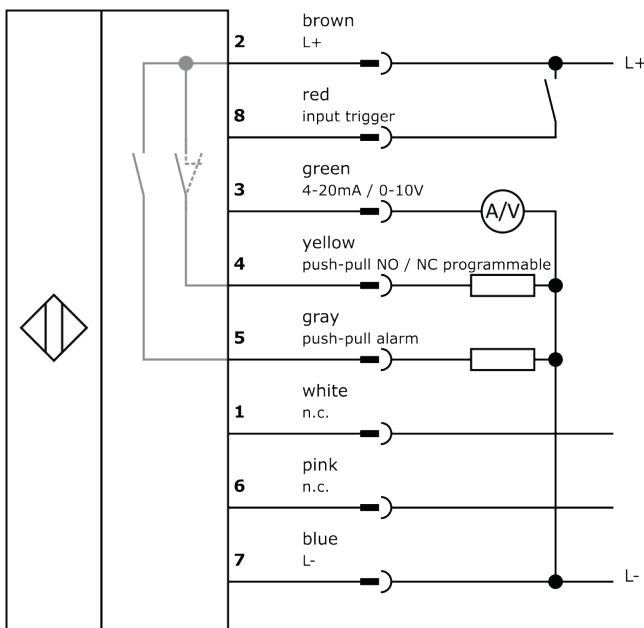 brown
2
L+
L+
red
8
input trigger
green
3
4-20mA / 0-10V
A/V
yellow
4
push-pull NO / NC programmable
gray
5
push-pull alarm
white
1
n.c.
pink
6
n.c.
blue
7
L-
L-